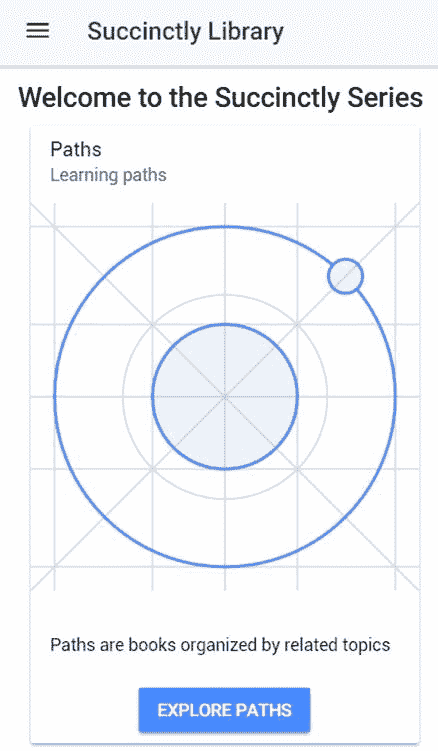 Succinctly Library
Welcome to the Succinctly Series
Paths
Learning paths
Paths are books organized by related topics
EXPLORE PATHS